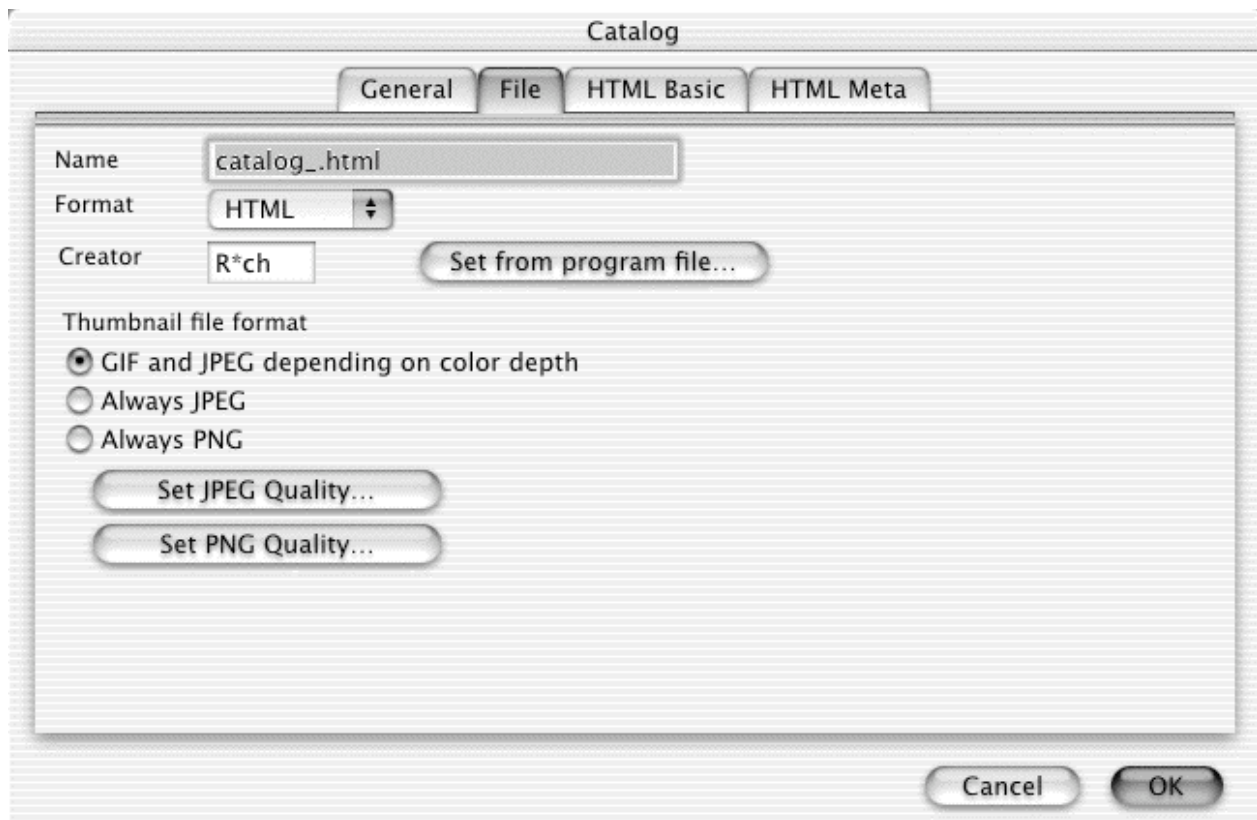 Catalog
General File HTML Basic HTML Meta
Name catalog_.html
Format HTML
Creator R*ch Set from program file...
Thumbnail file format
GIF and JPEG depending on color depth
Always JPEG
Always PNG
Set JPEG Quality...
Set PNG Quality...
Cancel OK